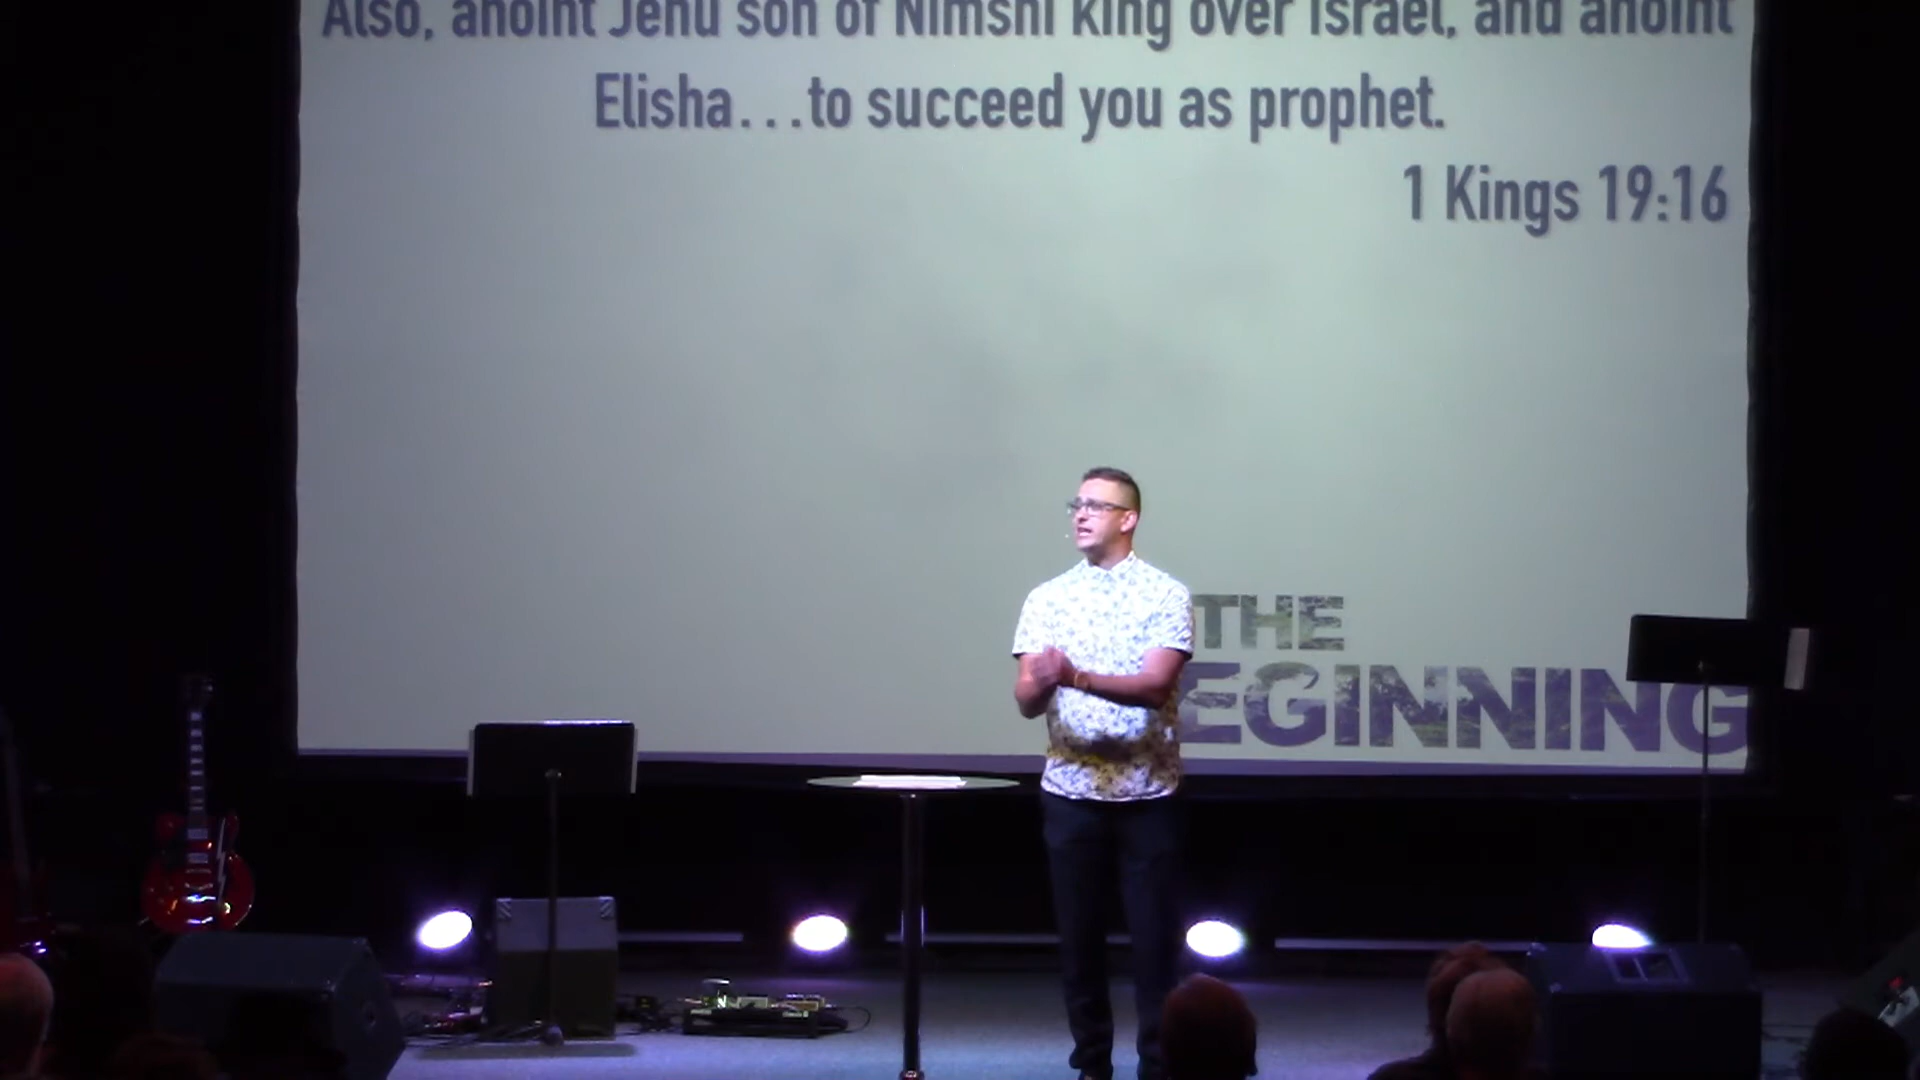 Also, anoint Jehu son of Nimshi king over Israel, and anoint
Elisha...to succeed you as prophet.
1 Kings 19:16
THE
EGINNING